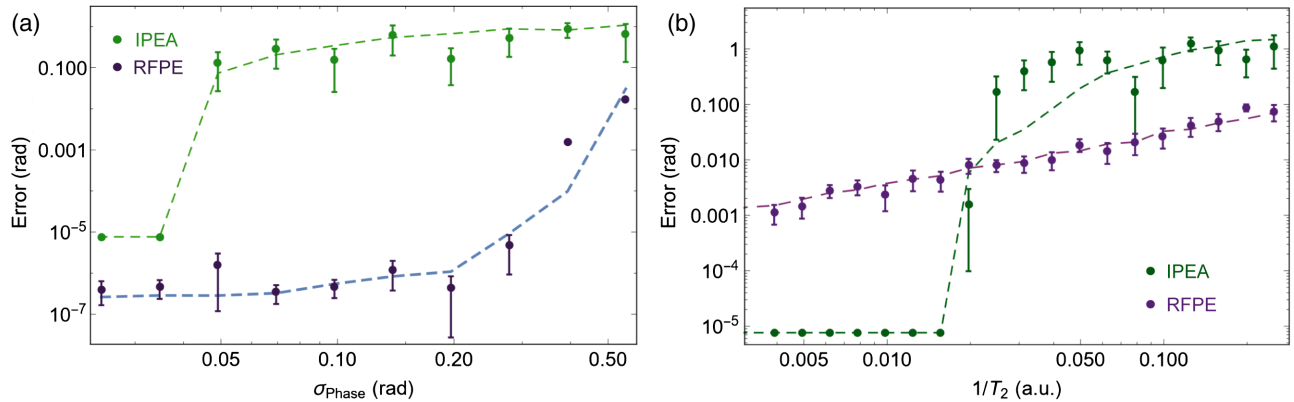 (a)
IPEA
RFPE
0.100
0.001
10⁻⁵
10⁻⁷
Error (rad)
0.05
0.10
0.20
0.50
σPhase (rad)
(b)
1
0.100
0.010
0.001
10⁻⁴
10⁻⁵
Error (rad)
IPEA
RFPE
0.005
0.010
0.050
0.100
1/T₂ (a.u.)